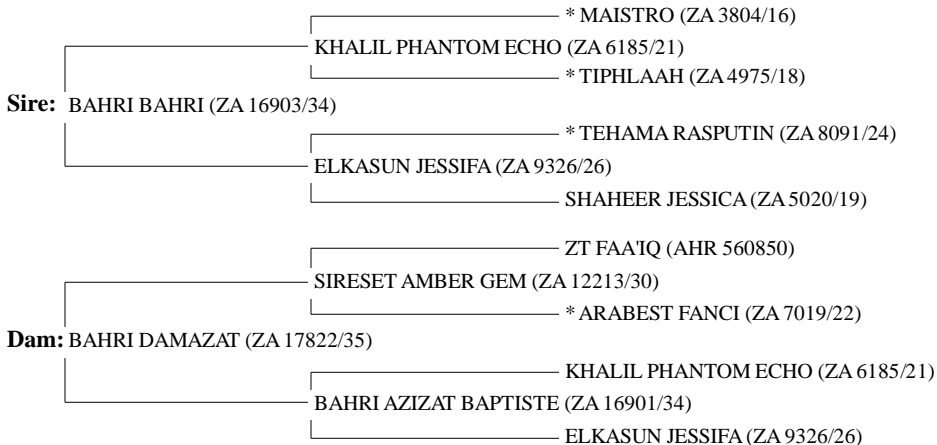 * MAISTRO (ZA 3804/16)
KHALIL PHANTOM ECHO (ZA 6185/21)
* TIPHLAAH (ZA 4975/18)
Sire: BAHRI BAHRI (ZA 16903/34)
* TEHAMA RASPUTIN (ZA 8091/24)
ELKASUN JESSIFA (ZA 9326/26)
SHAHEER JESSICA (ZA 5020/19)
ZT FAA'IQ (AHR 560850)
SIRESET AMBER GEM (ZA 12213/30)
* ARABEST FANCI (ZA 7019/22)
Dam: BAHRI DAMAZAT (ZA 17822/35)
KHALIL PHANTOM ECHO (ZA 6185/21)
BAHRI AZIZAT BAPTISTE (ZA 16901/34)
ELKASUN JESSIFA (ZA 9326/26)